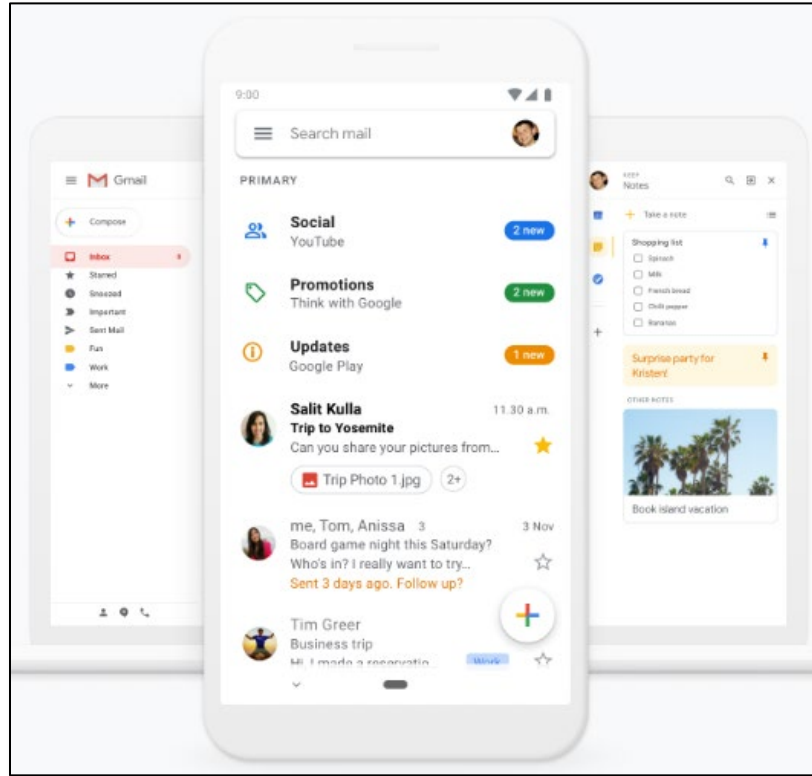 Gmail
Compose
Inbox
Starred
Snoozed
Important
Sent Mail
Fun
Work
More
9:00
Search mail
PRIMARY
Social
YouTube
2 new
Promotions
Think with Google
2 new
Updates
Google Play
1 new
Salit Kulla
11.30 a.m.
Trip to Yosemite
Can you share your pictures from...
Trip Photo 1.jpg
2+
me, Tom, Anissa 3
3 Nov
Board game night this Saturday?
Who's in? I really want to try...
Sent 3 days ago. Follow up?
Tim Greer
Business trip
Hi, I made a reservatio...
Work
KEEP
Notes
Take a note
Shopping list
Spinach
Milk
French bread
Chilli pepper
Bananas
Surprise party for
Kristen!
OTHER NOTES
Book island vacation